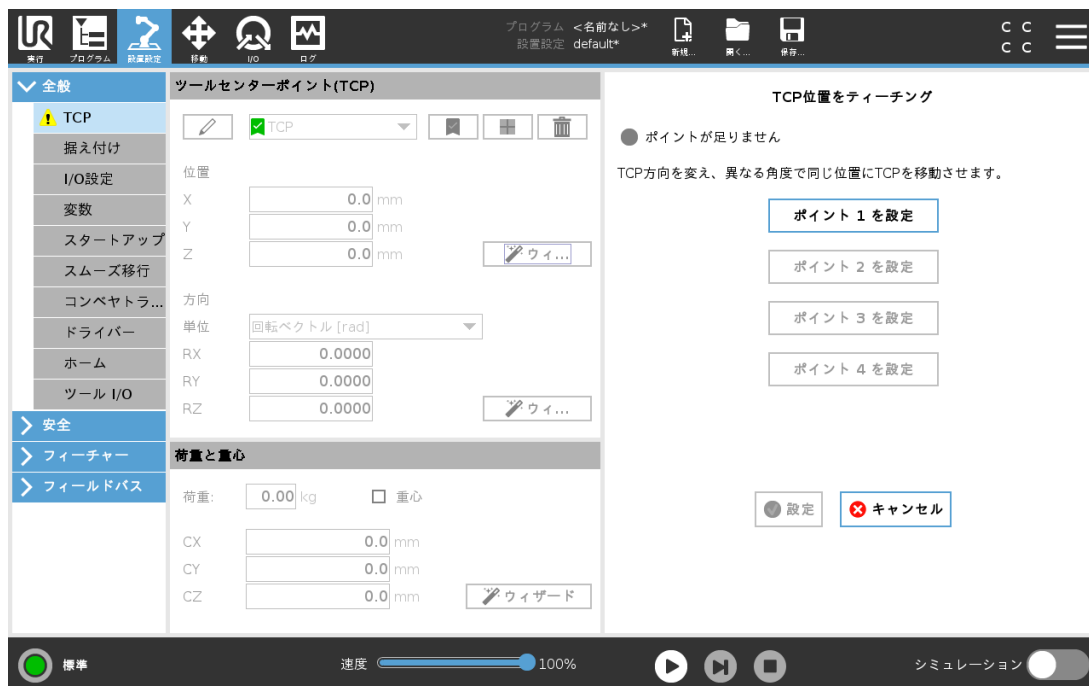 UR
実行
プログラム
設置設定
移動
I/O
ログ
プログラム <名前なし>*
設置設定 default*
新規...
開く...
保存...
C C
C C
全般
TCP
据え付け
I/O設定
変数
スタートアップ
スムーズ移行
コンベヤトラ...
ドライバー
ホーム
ツール I/O
安全
フィーチャー
フィールドバス
ツールセンターポイント(TCP)
TCP
位置
X 0.0 mm
Y 0.0 mm
Z 0.0 mm
ウィ...
方向
単位 回転ベクトル [rad]
RX 0.0000
RY 0.0000
RZ 0.0000
ウィ...
荷重と重心
荷重: 0.00 kg 重心
CX 0.0 mm
CY 0.0 mm
CZ 0.0 mm
ウィザード
TCP位置をティーチング
ポイントが足りません
TCP方向を変え、異なる角度で同じ位置にTCPを移動させます。
ポイント 1 を設定
ポイント 2 を設定
ポイント 3 を設定
ポイント 4 を設定
設定
キャンセル
標準
速度 100%
シミュレーション